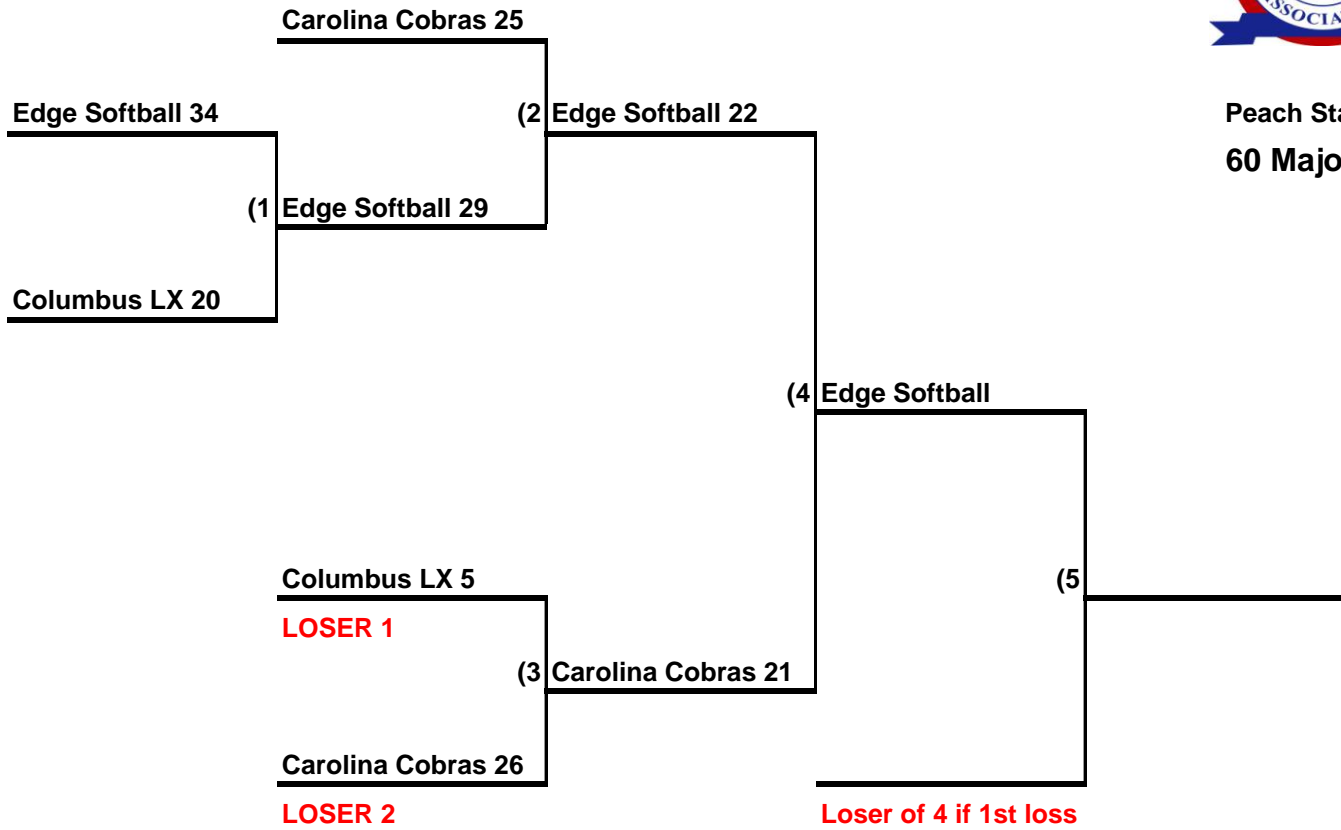 Carolina Cobras 25
Edge Softball 34
(2 Edge Softball 22
Peach
60
(1 Edge Softball 29
Columbus LX 20
(4 Edge Softball
Columbus LX 5
(5
LOSER 1
(3 Carolina Cobras 21
Carolina Cobras 26
LOSER 2
Loser of 4 if 1st loss